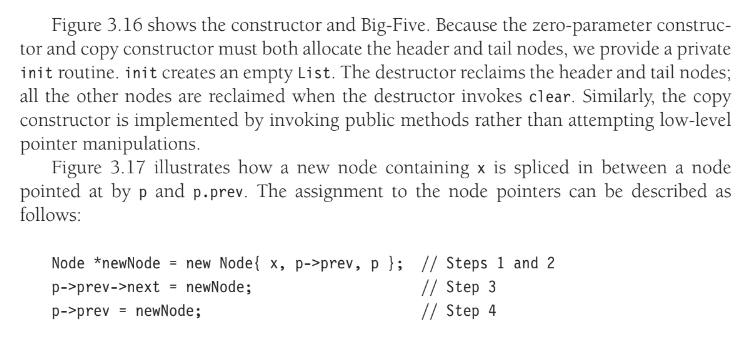 Figure 3.16 shows the constructor and Big-Five. Because the zero-parameter construc-
tor and copy constructor must both allocate the header and tail nodes, we provide a private
init routine. init creates an empty List. The destructor reclaims the header and tail nodes;
all the other nodes are reclaimed when the destructor invokes clear. Similarly, the copy
constructor is implemented by invoking public methods rather than attempting low-level
pointer manipulations.
Figure 3.17 illustrates how a new node containing x is spliced in between a node
pointed at by p and p.prev. The assignment to the node pointers can be described as
follows:
Node *newNode = new Node{ x, p->prev, p }; // Steps 1 and 2
p->prev->next = newNode; // Step 3
p->prev = newNode; // Step 4